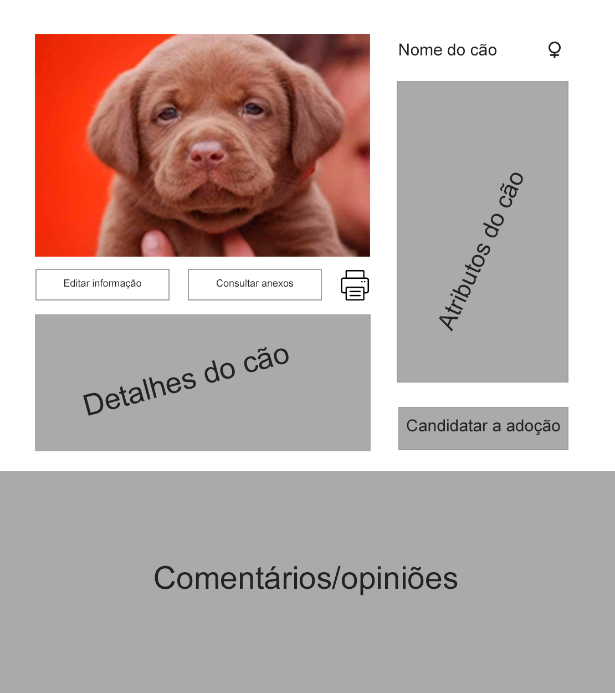 Nome do cão
Atributos do cão
Editar informação
Consultar anexos
Detalhes do cão
Candidatar a adoção
Comentários/opiniões